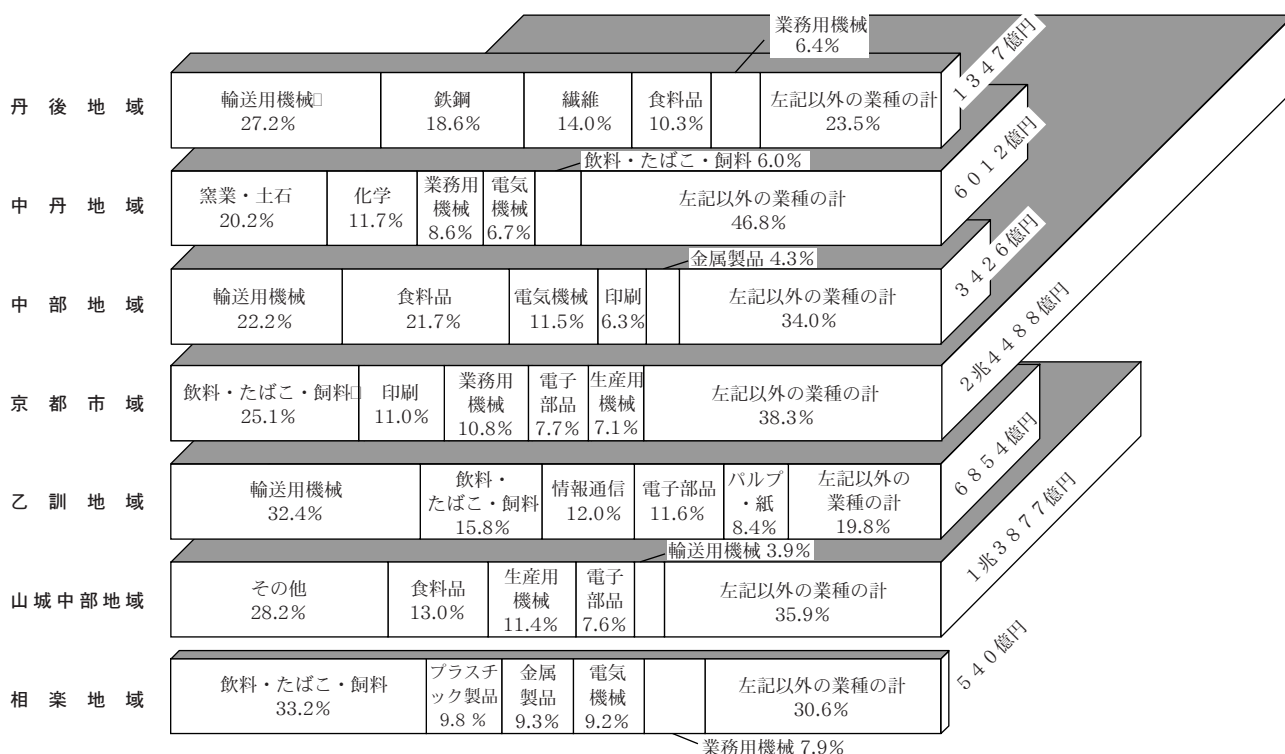 業務用機械
6.4%
丹後地域
輸送用機械
27.2%
鉄鋼
18.6%
繊維
14.0%
食料品
10.3%
左記以外の業種の計
23.5%
1347億円
飲料・たばこ・飼料 6.0%
中丹地域
窯業・土石
20.2%
化学
11.7%
業務用
機械
8.6%
電気
機械
6.7%
左記以外の業種の計
46.8%
6012億円
金属製品 4.3%
中部地域
輸送用機械
22.2%
食料品
21.7%
電気機械
11.5%
印刷
6.3%
左記以外の業種の計
34.0%
3426億円
京都市域
飲料・たばこ・飼料
25.1%
印刷
11.0%
業務用
機械
10.8%
電子
部品
7.7%
生産用
機械
7.1%
左記以外の業種の計
38.3%
2兆4488億円
乙訓地域
輸送用機械
32.4%
飲料・
たばこ・飼料
15.8%
情報通信
12.0%
電子部品
11.6%
パルプ
・紙
8.4%
左記以外の
業種の計
19.8%
6854億円
輸送用機械 3.9%
山城中部地域
その他
28.2%
食料品
13.0%
生産用
機械
11.4%
電子
部品
7.6%
左記以外の業種の計
35.9%
1兆3877億円
相楽地域
飲料・たばこ・飼料
33.2%
プラスチ
ック製品
9.8 %
金属
製品
9.3%
電気
機械
9.2%
左記以外の業種の計
30.6%
540億円
業務用機械 7.9%